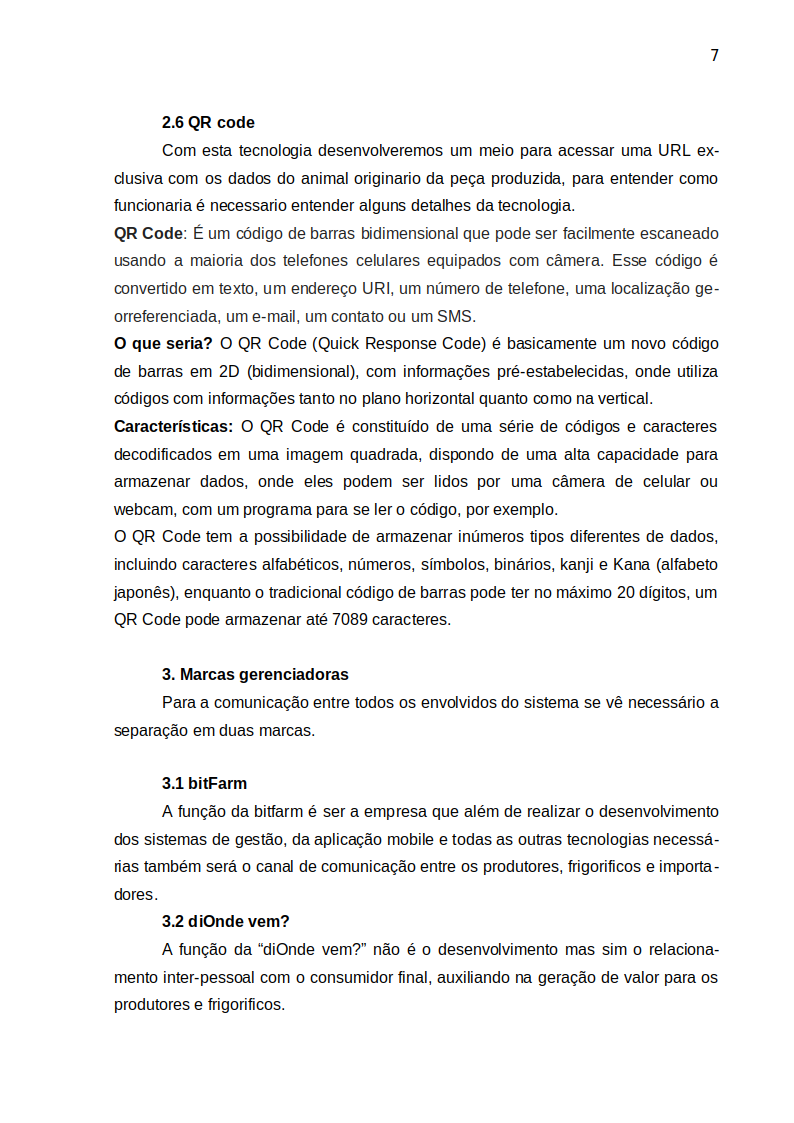 7
2.6 QR code
Com esta tecnologia desenvolveremos um meio para acessar uma URL ex-
clusiva com os dados do animal originario da peça produzida, para entender como
funcionaria é necessario entender alguns detalhes da tecnologia.
QR Code: É um código de barras bidimensional que pode ser facilmente escaneado
usando a maioria dos telefones celulares equipados com câmera. Esse código é
convertido em texto, um endereço URI, um número de telefone, uma localização ge-
orreferenciada, um e-mail, um contato ou um SMS.
O que seria? O QR Code (Quick Response Code) é basicamente um novo código
de barras em 2D (bidimensional), com informações pré-estabelecidas, onde utiliza
códigos com informações tanto no plano horizontal quanto como na vertical.
Características: O QR Code é constituído de uma série de códigos e caracteres
decodificados em uma imagem quadrada, dispondo de uma alta capacidade para
armazenar dados, onde eles podem ser lidos por uma câmera de celular ou
webcam, com um programa para se ler o código, por exemplo.
O QR Code tem a possibilidade de armazenar inúmeros tipos diferentes de dados,
incluindo caracteres alfabéticos, números, símbolos, binários, kanji e Kana (alfabeto
japonês), enquanto o tradicional código de barras pode ter no máximo 20 dígitos, um
QR Code pode armazenar até 7089 caracteres.
3. Marcas gerenciadoras
Para a comunicação entre todos os envolvidos do sistema se vê necessário a
separação em duas marcas.
3.1 bitFarm
A função da bitfarm é ser a empresa que além de realizar o desenvolvimento
dos sistemas de gestão, da aplicação mobile e todas as outras tecnologias necessá-
rias também será o canal de comunicação entre os produtores, frigorificos e importa-
dores.
3.2 diOnde vem?
A função da “diOnde vem?” não é o desenvolvimento mas sim o relaciona-
mento inter-pessoal com o consumidor final, auxiliando na geração de valor para os
produtores e frigorificos.